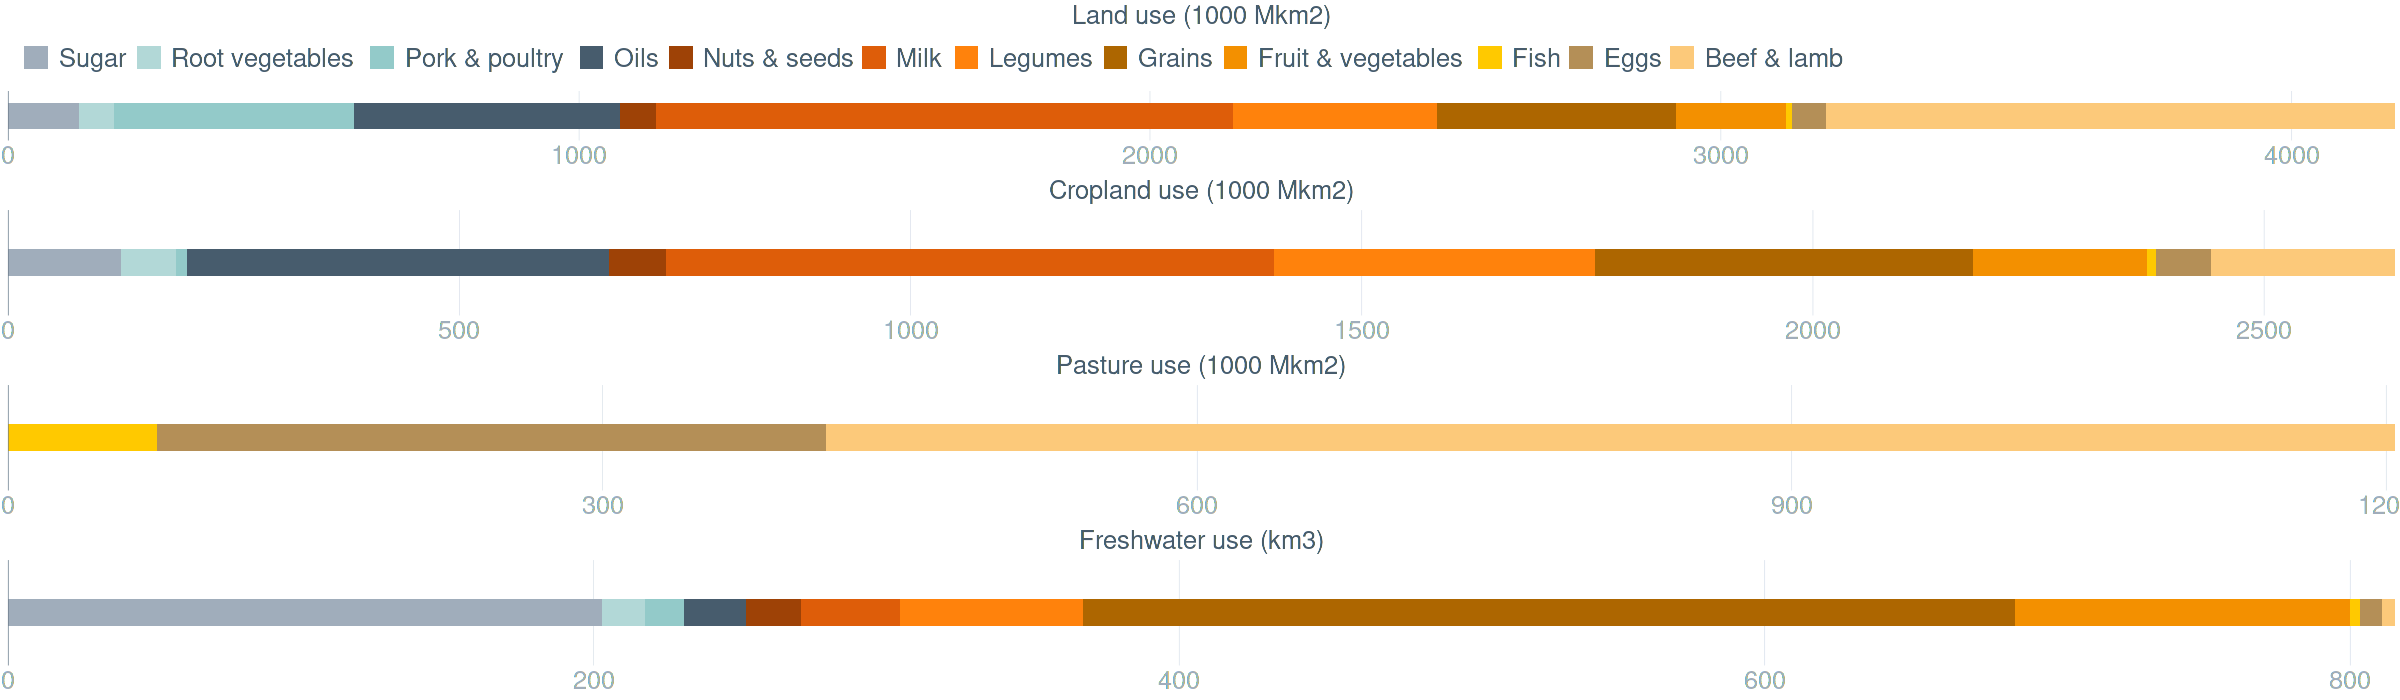 Land use (1000 Mkm2)
Sugar Root vegetables Pork & poultry Oils Nuts & seeds Milk Legumes Grains Fruit & vegetables Fish Eggs Beef & lamb
0 1000 2000 3000 4000
Cropland use (1000 Mkm2)
0 500 1000 1500 2000 2500
Pasture use (1000 Mkm2)
0 300 600 900 120
Freshwater use (km3)
0 200 400 600 800